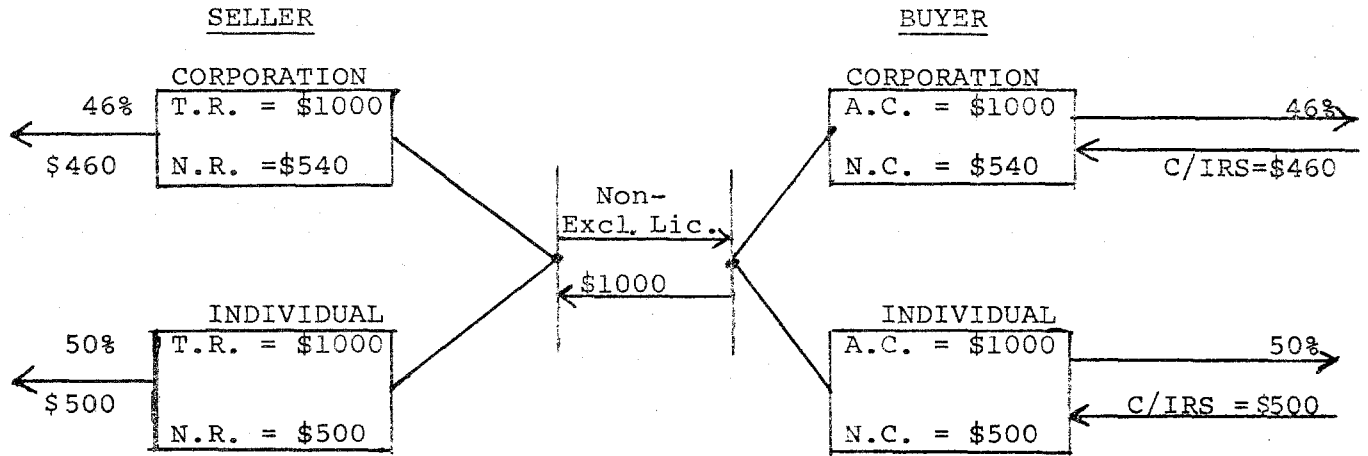 SELLER
BUYER
CORPORATION
46%
T.R. = $1000
$460
N.R. =$540
CORPORATION
A.C. = $1000
46%
N.C. = $540
C/IRS=$460
Non-
Excl. Lic.
$1000
INDIVIDUAL
50%
T.R. = $1000
$500
N.R. = $500
INDIVIDUAL
A.C. = $1000
50%
C/IRS =$500
N.C. = $500